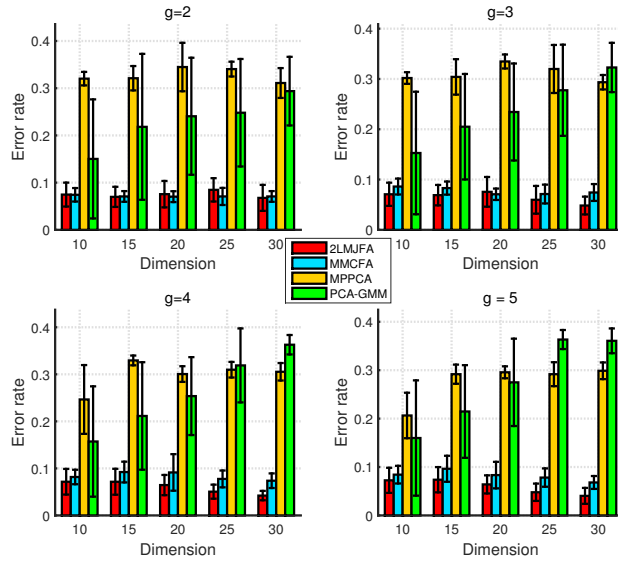 g=2
0.4
0.3
0.2
0.1
0
Error rate
10 15 20 25 30
Dimension
g=3
0.4
0.3
0.2
0.1
0
Error rate
10 15 20 25 30
Dimension
2LMJFA
MMCFA
MPPCA
PCA-GMM
g=4
0.4
0.3
0.2
0.1
0
Error rate
10 15 20 25 30
Dimension
g = 5
0.4
0.3
0.2
0.1
0
Error rate
10 15 20 25 30
Dimension